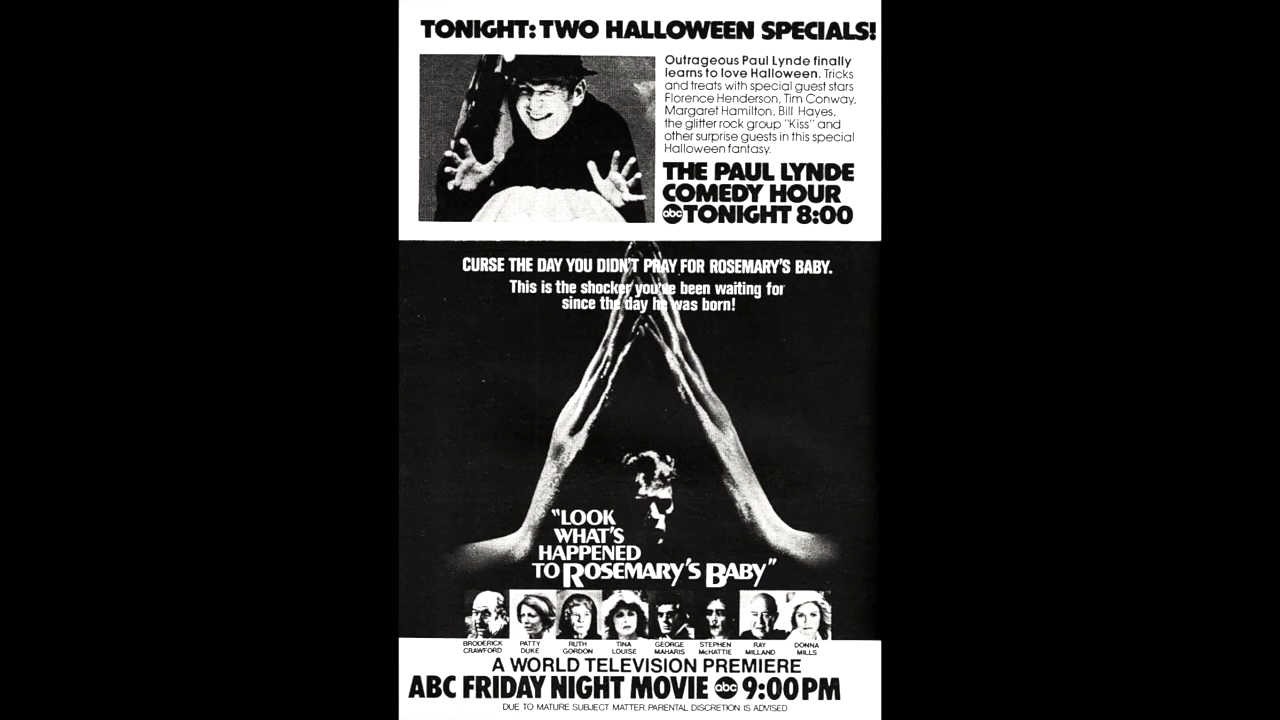 TONIGHT: TWO HALLOWEEN SPECIALS!
Outrageous Paul Lynde finally
learns to love Halloween. Tricks
and treats with special guest stars
Florence Henderson, Tim Conway,
Margaret Hamilton, Bill Hayes,
the glitter rock group "Kiss" and
other surprise guests in this special
Halloween fantasy.
THE PAUL LYNDE
COMEDY HOUR
abc TONIGHT 8:00
CURSE THE DAY YOU DIDN'T PRAY FOR ROSEMARY'S BABY.
This is the shocker you've been waiting for
since the day he was born!
"LOOK
WHAT'S
HAPPENED
TO ROSEMARY'S BABY"
BRODERICK CRAWFORD
PATTY DUKE
RUTH GORDON
TINA LOUISE
GEORGE MAHARIS
STEPHEN McHATTIE
RAY MILLAND
DONNA MILLS
A WORLD TELEVISION PREMIERE
ABC FRIDAY NIGHT MOVIE abc 9:00PM
DUE TO MATURE SUBJECT MATTER, PARENTAL DISCRETION IS ADVISED